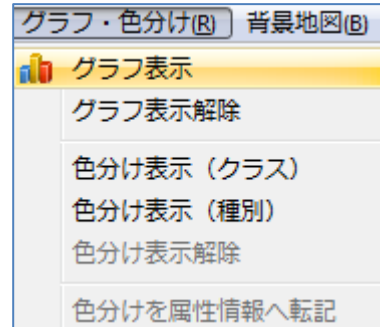 グラフ・色分け(R) 背景地図(B)
グラフ表示
グラフ表示解除
色分け表示（クラス）
色分け表示（種別）
色分け表示解除
色分けを属性情報へ転記